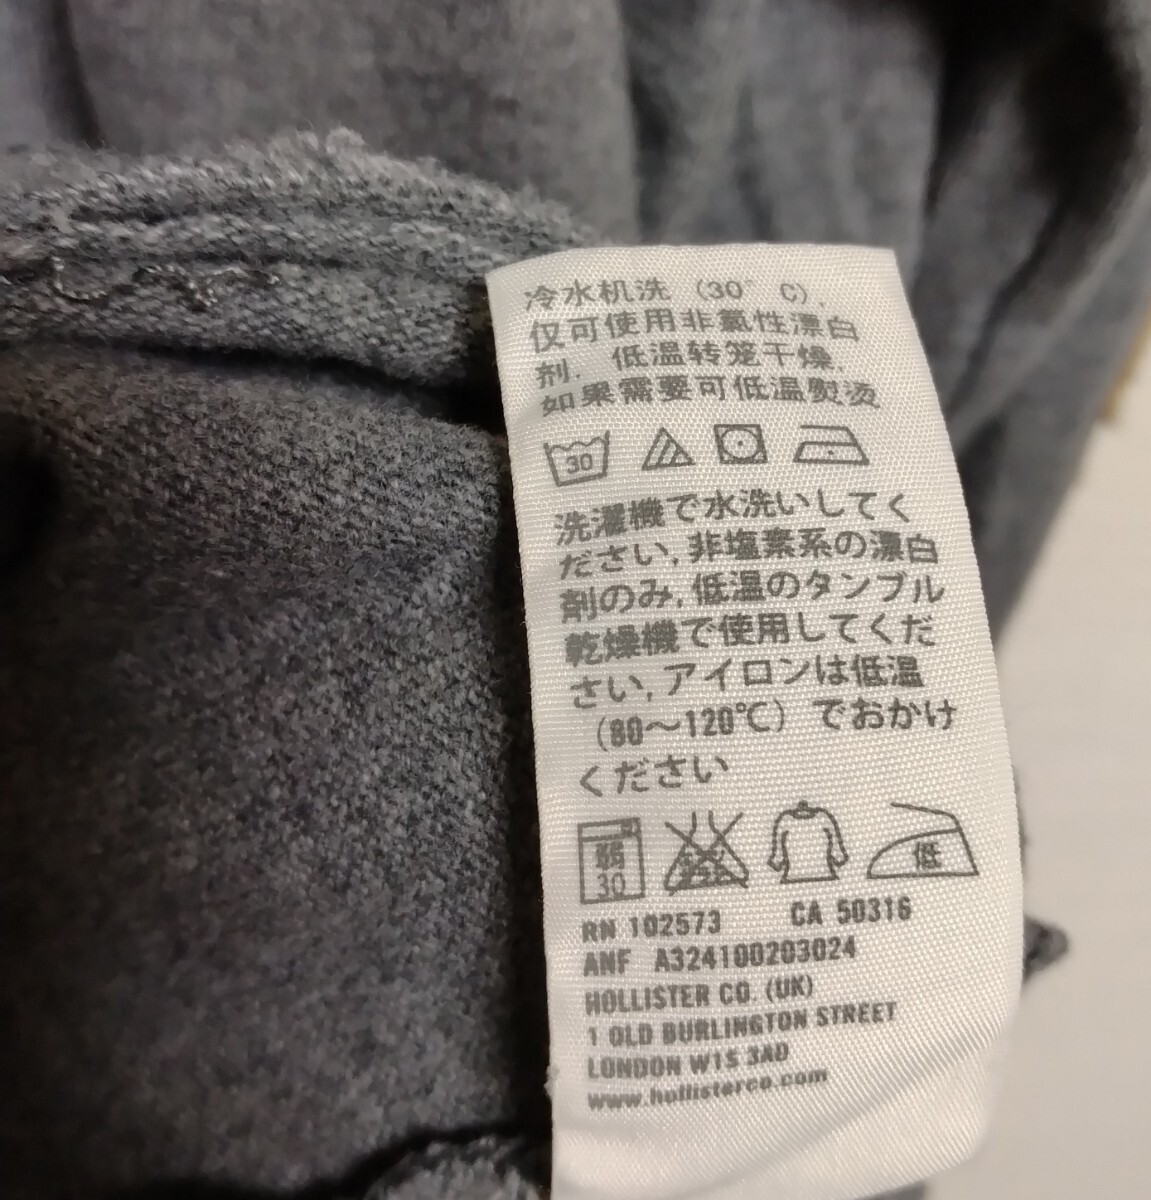 冷水机洗 (30° C),
仅可使用非氯性漂白
剂, 低温转笼干燥,
如果需要可低温熨烫
30
洗濯機で水洗いしてく
ださい,非塩素系の漂白
剤のみ,低温のタンブル
乾燥機で使用してくだ
さい,アイロンは低温
(80～120℃) でおかけ
ください
30 低
RN 102573 CA 50316
ANF A324100203024
HOLLISTER CO. (UK)
1 OLD BURLINGTON STREET
LONDON W1S 3AD
www.hollisterco.com